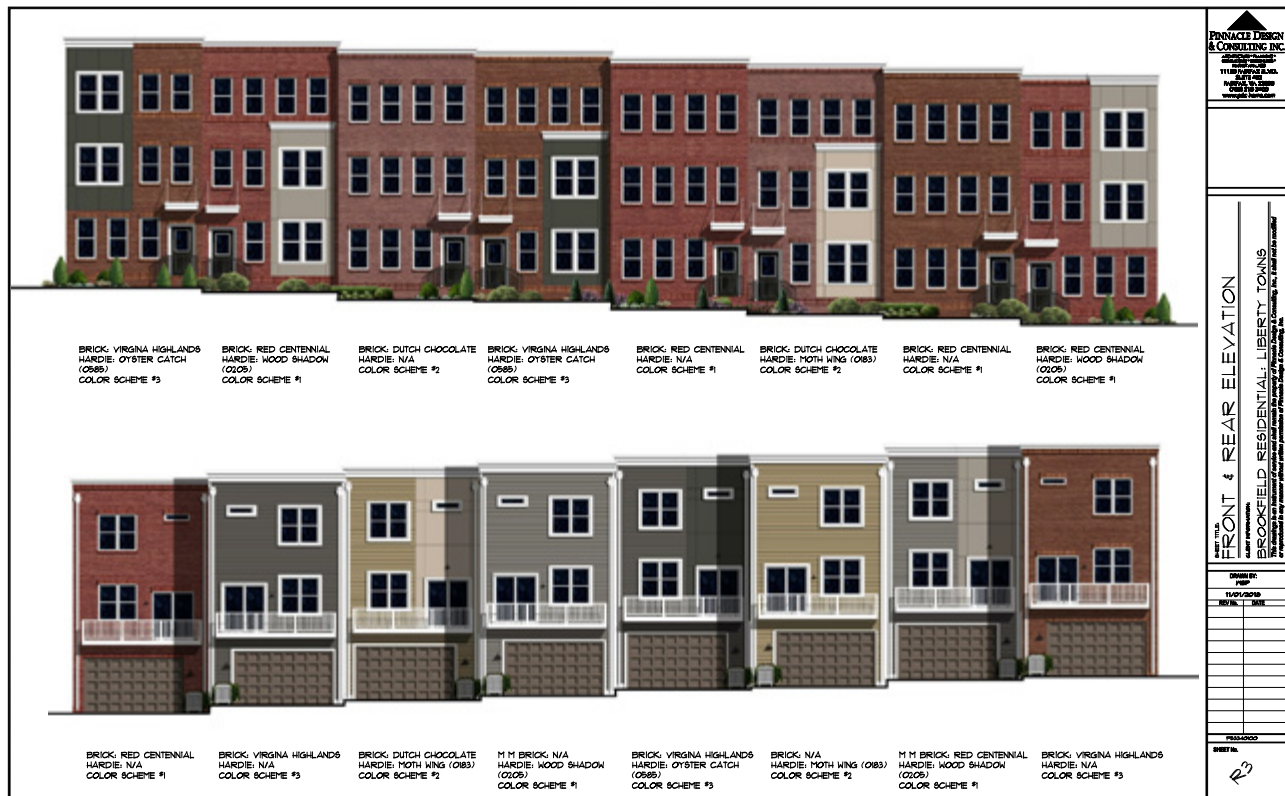 BRICK: VIRGINA HIGHLANDS
HARDIE: OYSTER CATCH
(0585)
COLOR SCHEME #3
BRICK: RED CENTENNIAL
HARDIE: WOOD SHADOW
(0205)
COLOR SCHEME #1
BRICK: DUTCH CHOCOLATE
HARDIE: N/A
COLOR SCHEME #2
BRICK: VIRGINA HIGHLANDS
HARDIE: OYSTER CATCH
(0585)
COLOR SCHEME #3
BRICK: RED CENTENNIAL
HARDIE: N/A
COLOR SCHEME #1
BRICK: DUTCH CHOCOLATE
HARDIE: MOTH WING (0183)
COLOR SCHEME #2
BRICK: RED CENTENNIAL
HARDIE: N/A
COLOR SCHEME #1
BRICK: RED CENTENNIAL
HARDIE: WOOD SHADOW
(0205)
COLOR SCHEME #1
BRICK: RED CENTENNIAL
HARDIE: N/A
COLOR SCHEME #1
BRICK: VIRGINA HIGHLANDS
HARDIE: N/A
COLOR SCHEME #3
BRICK: DUTCH CHOCOLATE
HARDIE: MOTH WING (0183)
COLOR SCHEME #2
M M BRICK: N/A
HARDIE: WOOD SHADOW
(0205)
COLOR SCHEME #1
BRICK: VIRGINA HIGHLANDS
HARDIE: OYSTER CATCH
(0585)
COLOR SCHEME #3
BRICK: N/A
HARDIE: MOTH WING (0183)
COLOR SCHEME #2
M M BRICK: RED CENTENNIAL
HARDIE: WOOD SHADOW
(0205)
COLOR SCHEME #1
BRICK: VIRGINA HIGHLANDS
HARDIE: N/A
COLOR SCHEME #3
PINNACLE DESIGN
& CONSULTING INC.
SHEET TITLE:
FRONT & REAR ELEVATION
CLIENT INFORMATION:
BROOKFIELD RESIDENTIAL: LIBERTY TOWNS
DRAWN BY:
REV No. DATE
SHEET No.
R3